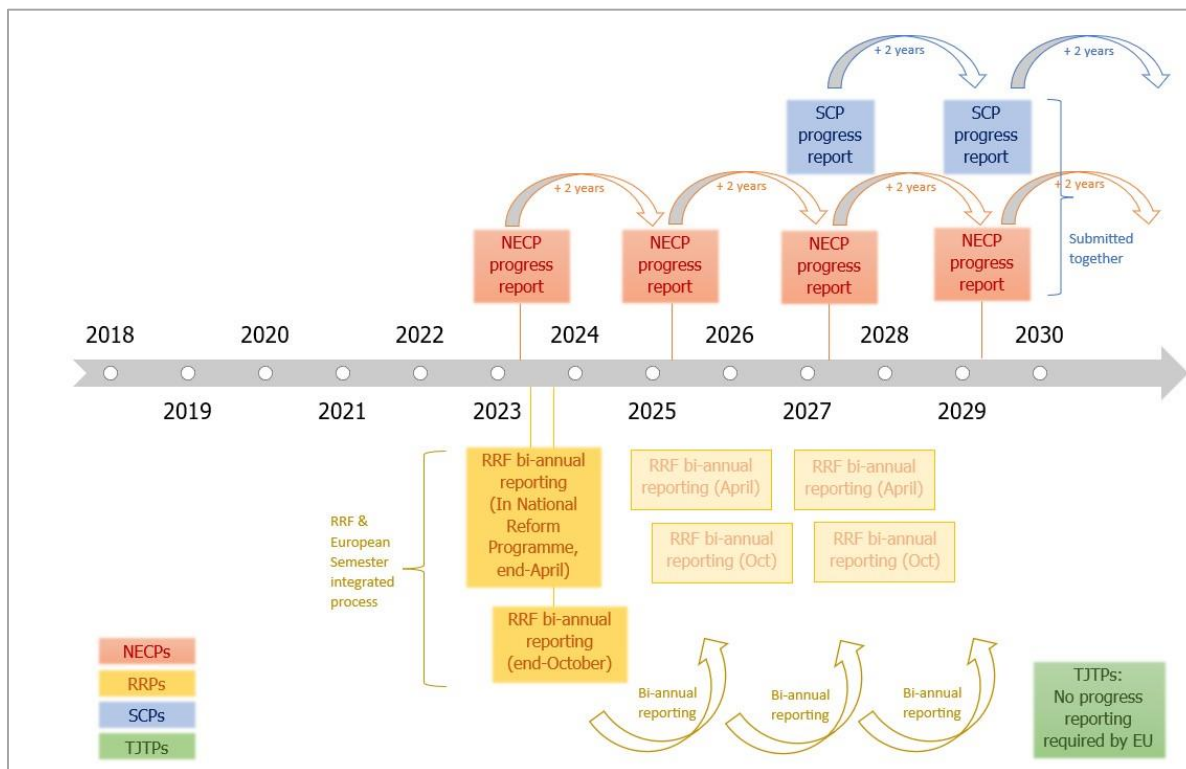 + 2 years
+ 2 years
SCP
progress
report
SCP
progress
report
+ 2 years
+ 2 years
+ 2 years
+ 2 years
NECP
progress
report
NECP
progress
report
NECP
progress
report
NECP
progress
report
Submitted
together
2018
2020
2022
2024
2026
2028
2030
2019
2021
2023
2025
2027
2029
RRF &
European
Semester
integrated
process
RRF bi-annual
reporting
(In National
Reform
Programme,
end-April)
RRF bi-annual
reporting
(end-October)
RRF bi-annual
reporting (April)
RRF bi-annual
reporting (Oct)
RRF bi-annual
reporting (April)
RRF bi-annual
reporting (Oct)
Bi-annual
reporting
Bi-annual
reporting
Bi-annual
reporting
NECPs
RRPs
SCPs
TJTPs
TJTPs:
No progress
reporting
required by EU